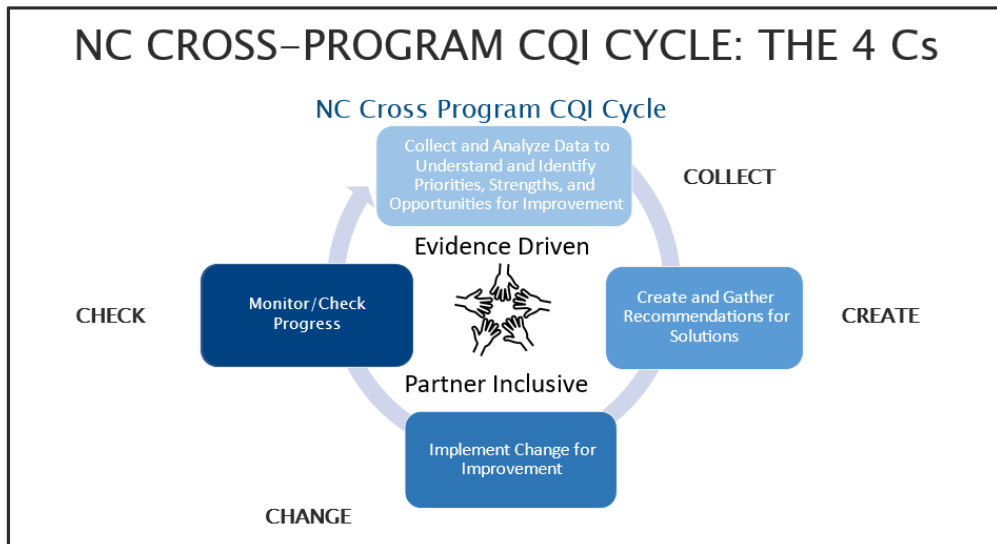 NC CROSS–PROGRAM CQI CYCLE: THE 4 Cs
NC Cross Program CQI Cycle
Collect and Analyze Data to
Understand and Identify
Priorities, Strengths, and
Opportunities for Improvement
COLLECT
Evidence Driven
Create and Gather
Recommendations for
Solutions
CREATE
Partner Inclusive
Implement Change for
Improvement
CHANGE
Monitor/Check
Progress
CHECK